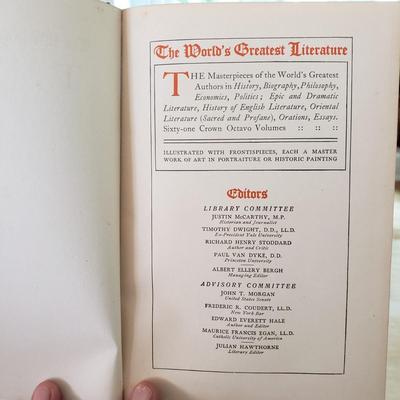 The World's Greatest Literature
THE Masterpieces of the World's Greatest
Authors in History, Biography, Philosophy,
Economics, Politics; Epic and Dramatic
Literature, History of English Literature, Oriental
Literature (Sacred and Profane), Orations, Essays.
Sixty-one Crown Octavo Volumes :: :: ::
ILLUSTRATED WITH FRONTISPIECES, EACH A MASTER
WORK OF ART IN PORTRAITURE OR HISTORIC PAINTING
Editors
LIBRARY COMMITTEE
JUSTIN McCARTHY, M.P.
Historian and Journalist
TIMOTHY DWIGHT, D.D., LL.D.
Ex-President Yale University
RICHARD HENRY STODDARD
Author and Critic
PAUL VAN DYKE, D.D.
Princeton University
ALBERT ELLERY BERGH
Managing Editor
ADVISORY COMMITTEE
JOHN T. MORGAN
United States Senate
FREDERIC R. COUDERT, LL.D.
New York Bar
EDWARD EVERETT HALE
Author and Editor
MAURICE FRANCIS EGAN, LL.D.
Catholic University of America
JULIAN HAWTHORNE
Literary Editor